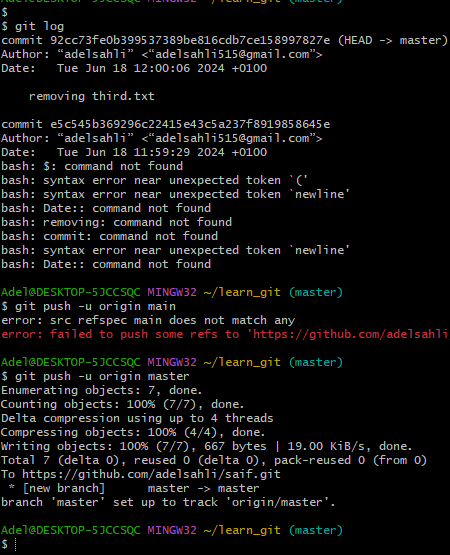 Adel@DESKTOP-5JCCSQC MINGW32 ~/learn_git (master)
$
$ git log
commit 92cc73fe0b399537389be816cdb7ce158997827e (HEAD -> master)
Author: “adelsahli” <“adelsahli515@gmail.com”>
Date:   Tue Jun 18 12:00:06 2024 +0100
removing third.txt
commit e5c545b369296c22415e43c5a237f8919858645e
Author: “adelsahli” <“adelsahli515@gmail.com”>
Date:   Tue Jun 18 11:59:29 2024 +0100
bash: $: command not found
bash: syntax error near unexpected token `('
bash: syntax error near unexpected token `newline'
bash: Date:: command not found
bash: removing: command not found
bash: commit: command not found
bash: syntax error near unexpected token `newline'
bash: Date:: command not found
Adel@DESKTOP-5JCCSQC MINGW32 ~/learn_git (master)
$ git push -u origin main
error: src refspec main does not match any
error: failed to push some refs to 'https://github.com/adelsahli
Adel@DESKTOP-5JCCSQC MINGW32 ~/learn_git (master)
$ git push -u origin master
Enumerating objects: 7, done.
Counting objects: 100% (7/7), done.
Delta compression using up to 4 threads
Compressing objects: 100% (4/4), done.
Writing objects: 100% (7/7), 667 bytes | 19.00 KiB/s, done.
Total 7 (delta 0), reused 0 (delta 0), pack-reused 0 (from 0)
To https://github.com/adelsahli/saif.git
 * [new branch]      master -> master
branch 'master' set up to track 'origin/master'.
Adel@DESKTOP-5JCCSQC MINGW32 ~/learn_git (master)
$